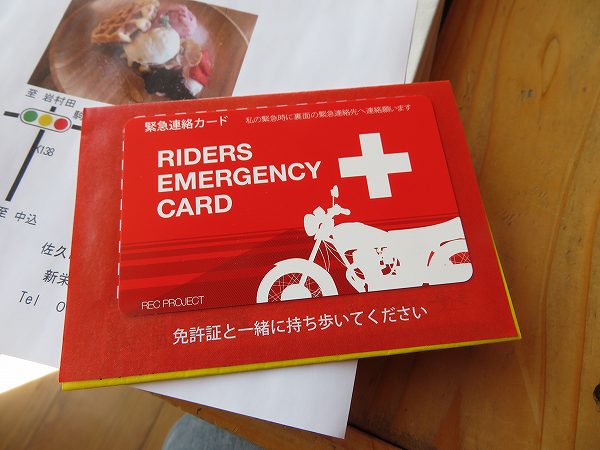 至 岩村田
K138
至 中込
佐久
新栄
Tel 0
緊急連絡カード
私の緊急時に裏面の緊急連絡先へ連絡願います
RIDERS
EMERGENCY
CARD
REC PROJECT
免許証と一緒に持ち歩いてください